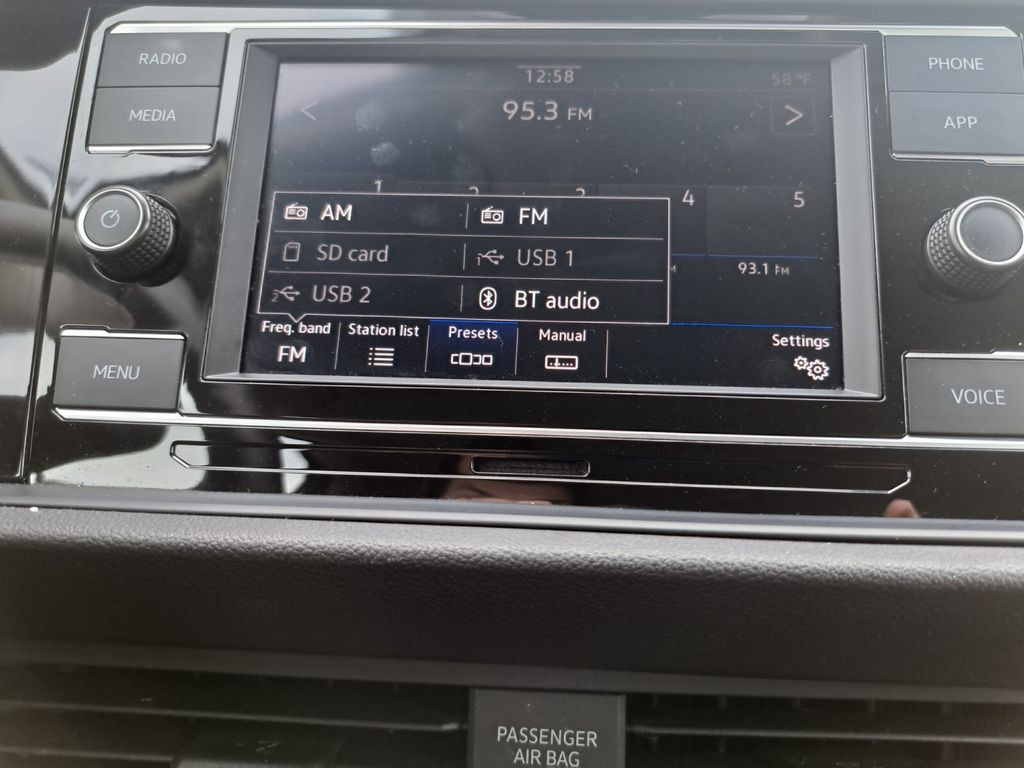 RADIO
MEDIA
MENU
12:58
58 °F
95.3 FM
< >
1 2 3 4 5
AM
FM
SD card
1 USB 1
2 USB 2
BT audio
M
93.1 FM
Freq. band
FM
Station list
Presets
Manual
Settings
PHONE
APP
VOICE
PASSENGER
AIR BAG